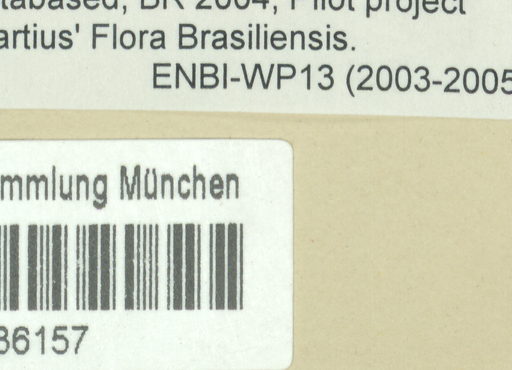 tabased, BR 2004, Pilot project
artius' Flora Brasiliensis.
ENBI-WP13 (2003-2005
mmlung München
36157